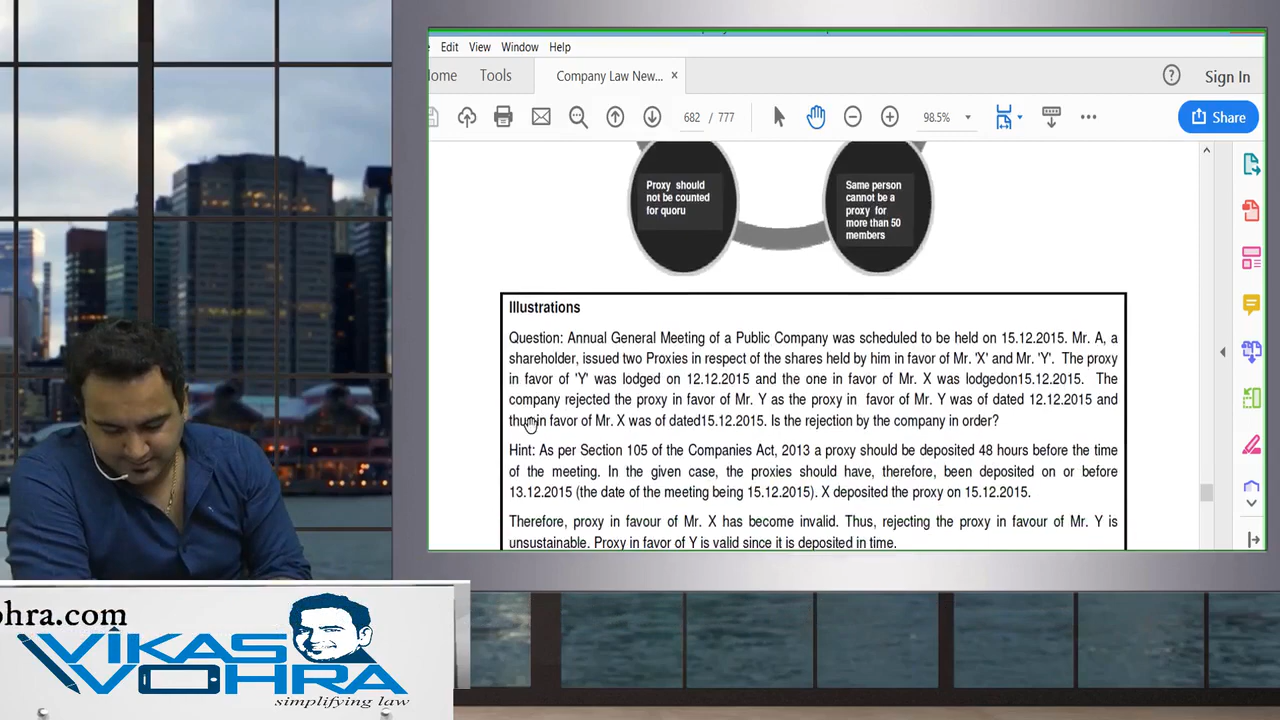 Edit View Window Help
ome Tools Company Law New... × Sign In
682 / 777 98.5% Share
Proxy should
not be counted
for quoru
Same person
cannot be a
proxy for
more than 50
members
Illustrations
Question: Annual General Meeting of a Public Company was scheduled to be held on 15.12.2015. Mr. A, a
shareholder, issued two Proxies in respect of the shares held by him in favor of Mr. 'X' and Mr. 'Y'. The proxy
in favor of 'Y' was lodged on 12.12.2015 and the one in favor of Mr. X was lodgedon15.12.2015. The
company rejected the proxy in favor of Mr. Y as the proxy in favor of Mr. Y was of dated 12.12.2015 and
in favor of Mr. X was of dated15.12.2015. Is the rejection by the company in order?
Hint: As per Section 105 of the Companies Act, 2013 a proxy should be deposited 48 hours before the time
of the meeting. In the given case, the proxies should have, therefore, been deposited on or before
13.12.2015 (the date of the meeting being 15.12.2015). X deposited the proxy on 15.12.2015.
Therefore, proxy in favour of Mr. X has become invalid. Thus, rejecting the proxy in favour of Mr. Y is
unsustainable. Proxy in favor of Y is valid since it is deposited in time.
ohra.com
VIKAS
VOHRA
simplifying law